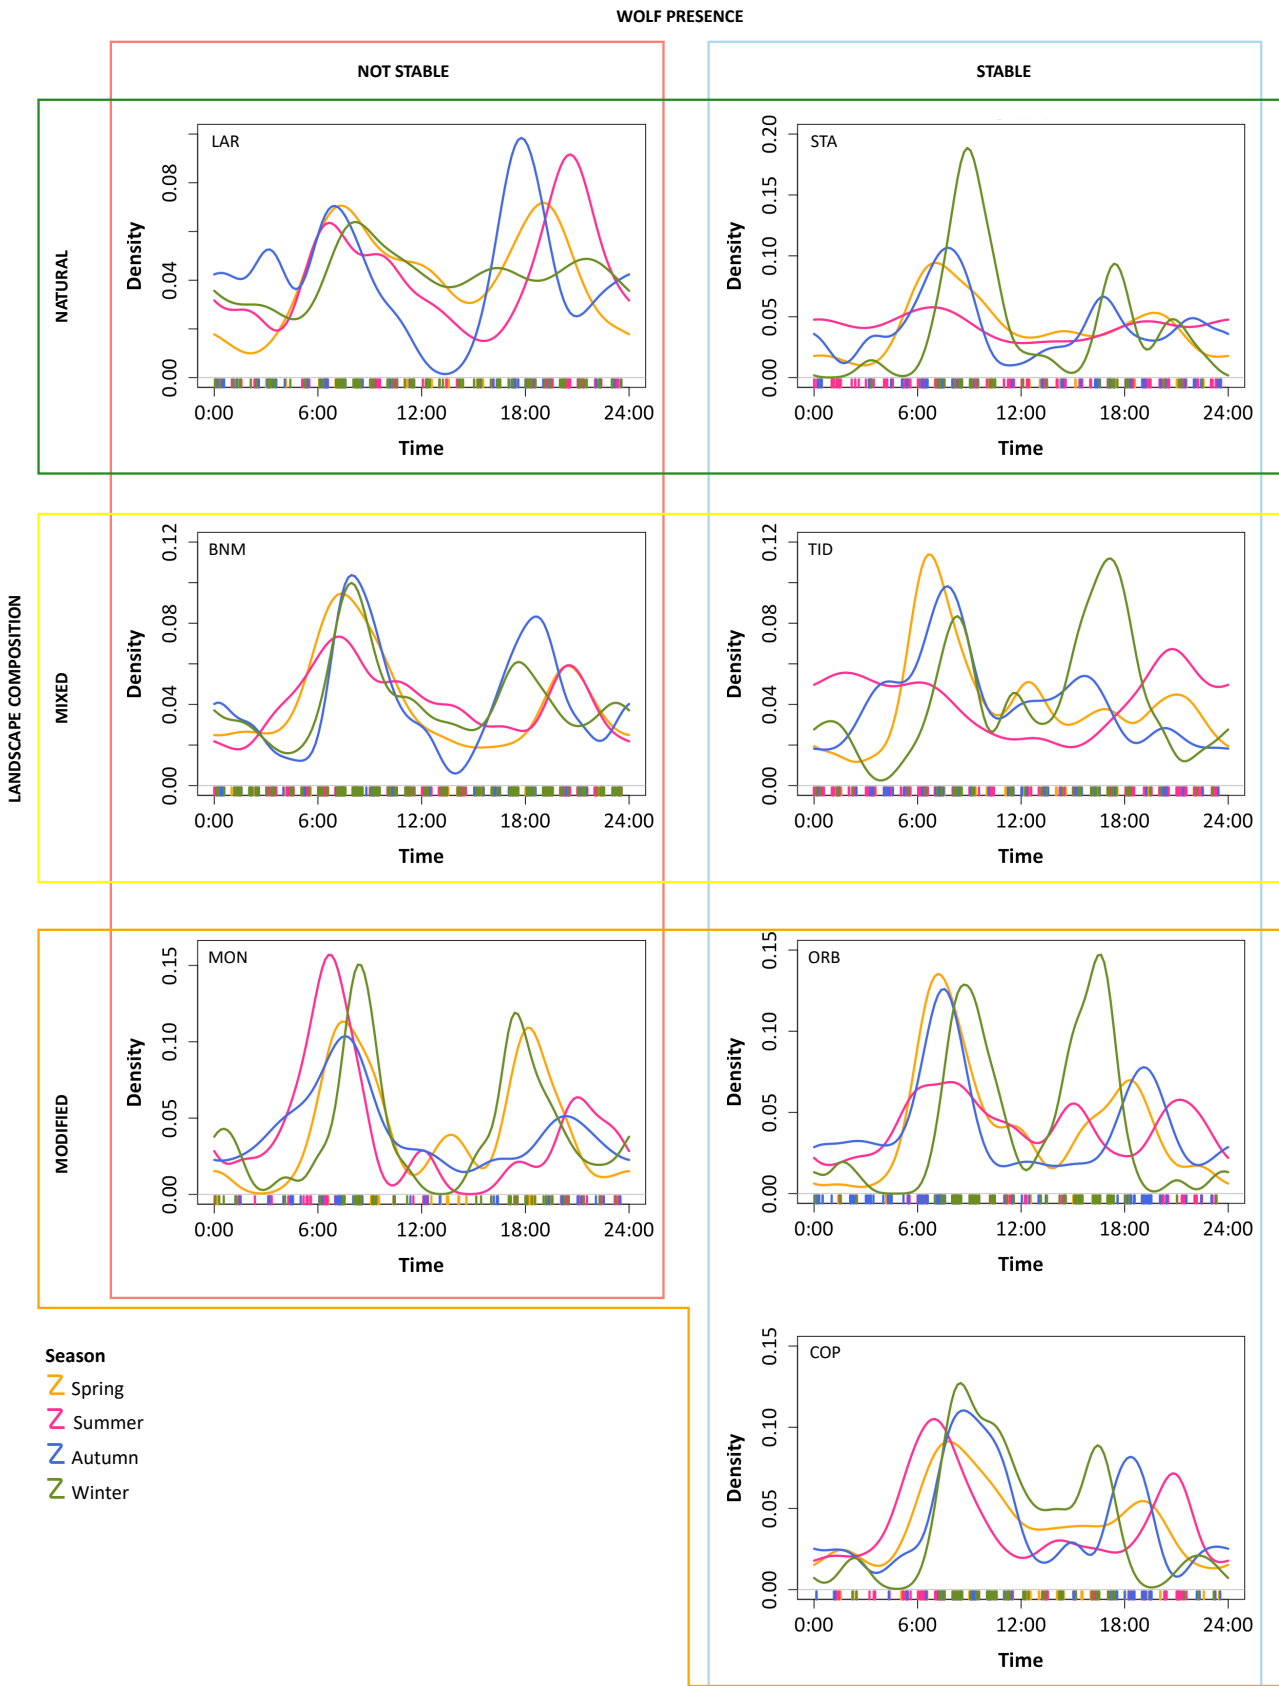 WOLF PRESENCE
NOT STABLE
STABLE
LANDSCAPE COMPOSITION
NATURAL
LAR
Density
0.00
0.04
0.08
0:00 6:00 12:00 18:00 24:00
Time
STA
Density
0.00
0.05
0.10
0.15
0.20
0:00 6:00 12:00 18:00 24:00
Time
MIXED
BNM
Density
0.00
0.04
0.08
0.12
0:00 6:00 12:00 18:00 24:00
Time
TID
Density
0.00
0.04
0.08
0.12
0:00 6:00 12:00 18:00 24:00
Time
MODIFIED
MON
Density
0.00
0.05
0.10
0.15
0:00 6:00 12:00 18:00 24:00
Time
ORB
Density
0.00
0.05
0.10
0.15
0:00 6:00 12:00 18:00 24:00
Time
COP
Density
0.00
0.05
0.10
0.15
0:00 6:00 12:00 18:00 24:00
Time
Season
Z Spring
Z Summer
Z Autumn
Z Winter